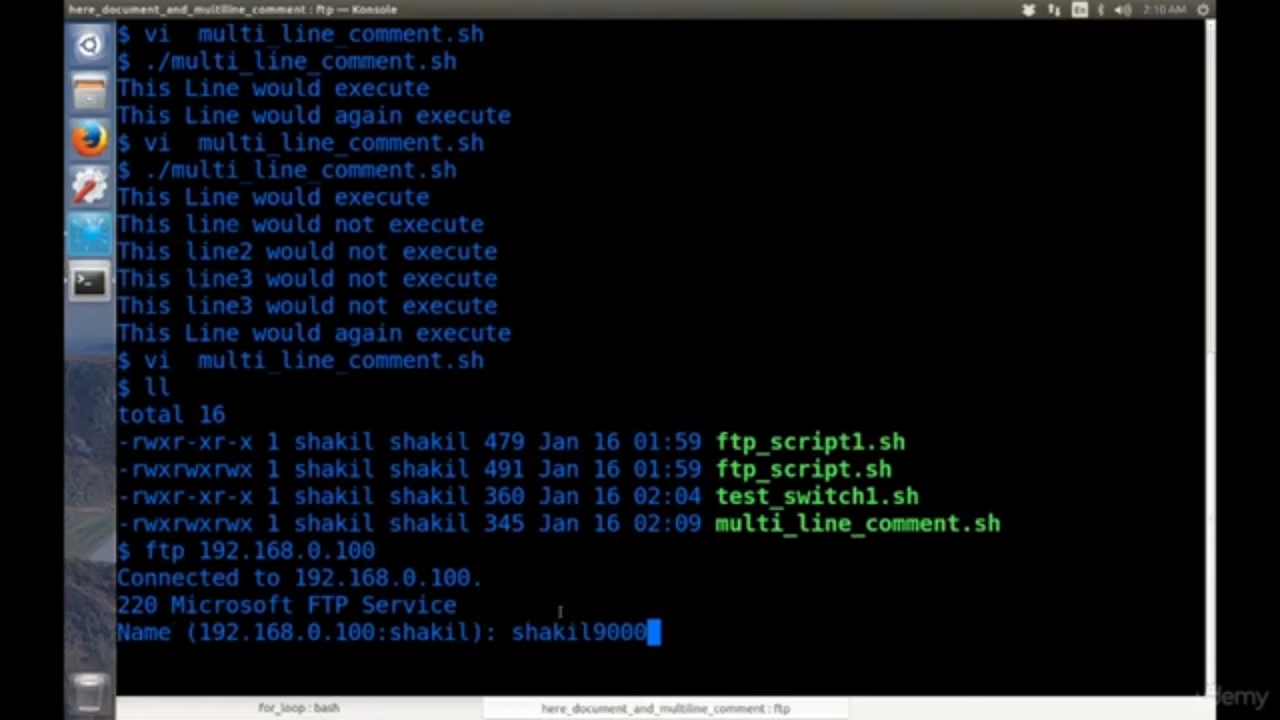 here_document_and_multiline_comment : ftp — Konsole
En 2:10 AM
$ vi  multi_line_comment.sh
$ ./multi_line_comment.sh
This Line would execute
This Line would again execute
$ vi  multi_line_comment.sh
$ ./multi_line_comment.sh
This Line would execute
This line would not execute
This line2 would not execute
This line3 would not execute
This line3 would not execute
This Line would again execute
$ vi  multi_line_comment.sh
$ ll
total 16
-rwxr-xr-x 1 shakil shakil 479 Jan 16 01:59 ftp_script1.sh
-rwxrwxrwx 1 shakil shakil 491 Jan 16 01:59 ftp_script.sh
-rwxr-xr-x 1 shakil shakil 360 Jan 16 02:04 test_switch1.sh
-rwxrwxrwx 1 shakil shakil 345 Jan 16 02:09 multi_line_comment.sh
$ ftp 192.168.0.100
Connected to 192.168.0.100.
220 Microsoft FTP Service
Name (192.168.0.100:shakil): shakil9000
for_loop : bash
here_document_and_multiline_comment : ftp
udemy